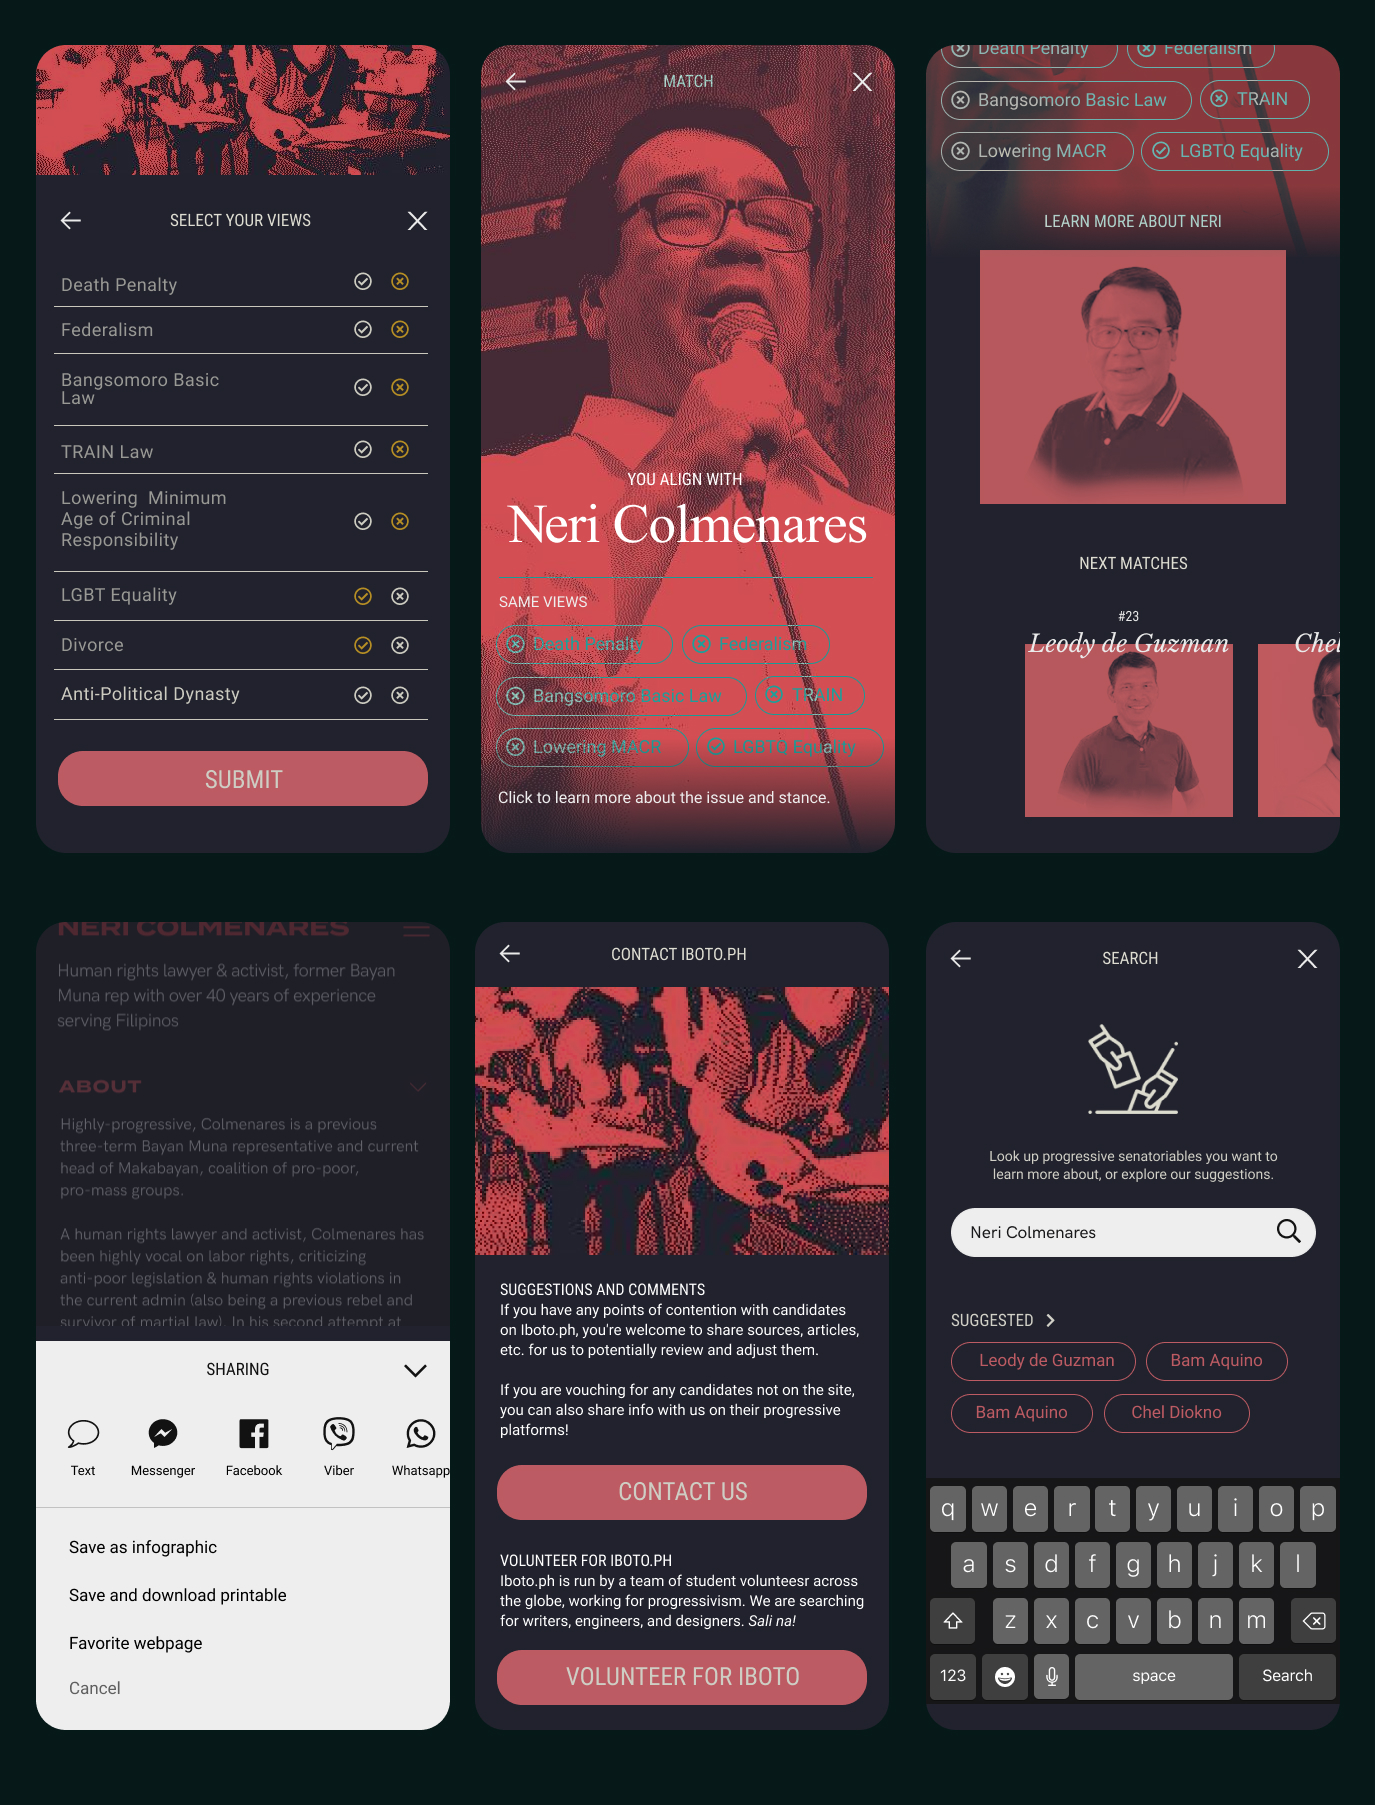 SELECT YOUR VIEWS
Death Penalty
Federalism
Bangsomoro Basic
Law
TRAIN Law
Lowering Minimum
Age of Criminal
Responsibility
LGBT Equality
Divorce
Anti-Political Dynasty
SUBMIT
MATCH
YOU ALIGN WITH
Neri Colmenares
SAME VIEWS
Death Penalty
Federalism
Bangsomoro Basic Law
TRAIN
Lowering MACR
LGBTQ Equality
Click to learn more about the issue and stance.
Death Penalty
Federalism
Bangsomoro Basic Law
TRAIN
Lowering MACR
LGBTQ Equality
LEARN MORE ABOUT NERI
NEXT MATCHES
#23
Leody de Guzman
Chel
NERI COLMENARES
Human rights lawyer & activist, former Bayan
Muna rep with over 40 years of experience
serving Filipinos
ABOUT
Highly-progressive, Colmenares is a previous
three-term Bayan Muna representative and current
head of Makabayan, coalition of pro-poor,
pro-mass groups.
A human rights lawyer and activist, Colmenares has
been highly vocal on labor rights, criticizing
anti-poor legislation & human rights violations in
the current admin (also being a previous rebel and
survivor of martial law). In his second attempt at
SHARING
Text
Messenger
Facebook
Viber
Whatsapp
Save as infographic
Save and download printable
Favorite webpage
Cancel
CONTACT IBOTO.PH
SUGGESTIONS AND COMMENTS
If you have any points of contention with candidates
on Iboto.ph, you're welcome to share sources, articles,
etc. for us to potentially review and adjust them.
If you are vouching for any candidates not on the site,
you can also share info with us on their progressive
platforms!
CONTACT US
VOLUNTEER FOR IBOTO.PH
Iboto.ph is run by a team of student volunteesr across
the globe, working for progressivism. We are searching
for writers, engineers, and designers. Sali na!
VOLUNTEER FOR IBOTO
SEARCH
Look up progressive senatoriables you want to
learn more about, or explore our suggestions.
Neri Colmenares
SUGGESTED
Leody de Guzman
Bam Aquino
Bam Aquino
Chel Diokno
q w e r t y u i o p
a s d f g h j k l
z x c v b n m
123 space Search